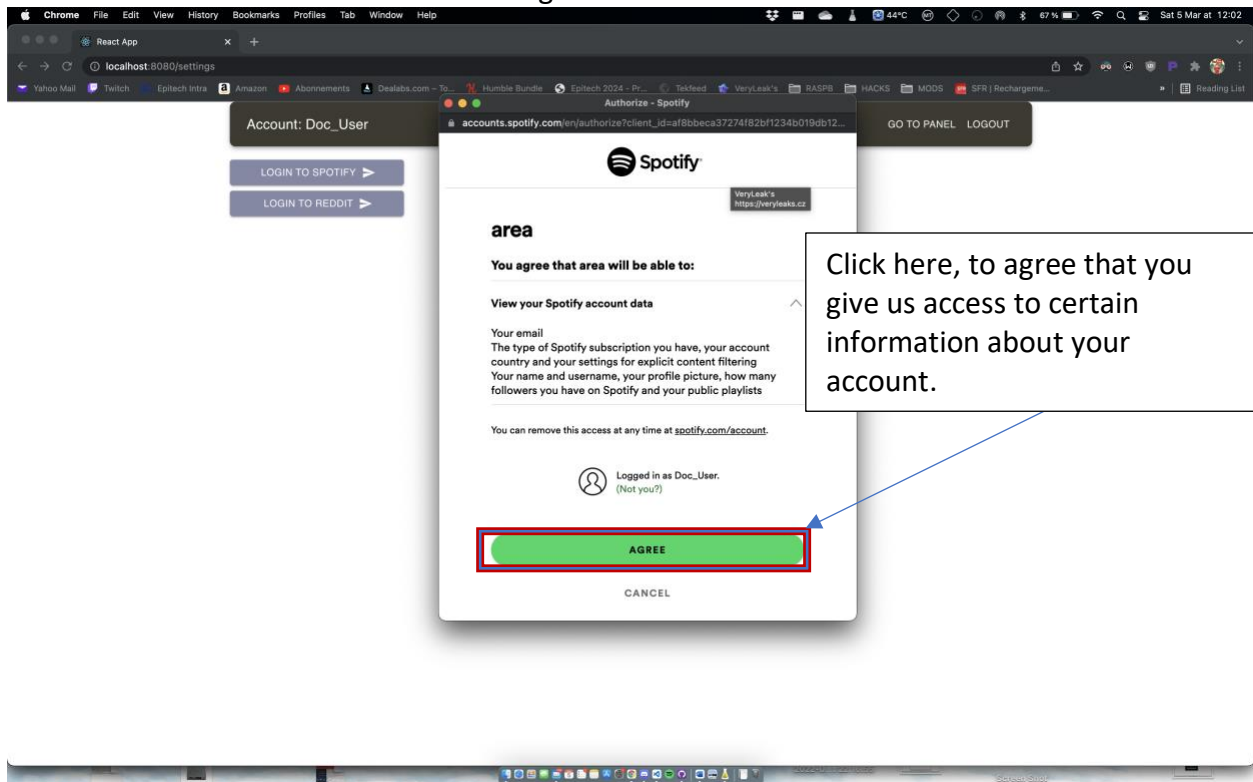 Chrome File Edit View History Bookmarks Profiles Tab Window Help 44°C 67 % Sat 5 Mar at 12:02
React App
localhost:8080/settings
Yahoo Mail Twitch Epitech Intra Amazon Abonnements Dealabs.com – To... Humble Bundle Epitech 2024 - Pr... Tekfeed VeryLeak's RASPB HACKS MODS SFR | Rechargeme... » Reading List
Authorize - Spotify
accounts.spotify.com/en/authorize?client_id=af8bbeca37274f82bf1234b019db12...
Account: Doc_User
GO TO PANEL LOGOUT
LOGIN TO SPOTIFY
LOGIN TO REDDIT
Spotify
VeryLeak's
https://veryleaks.cz
area
You agree that area will be able to:
View your Spotify account data
Your email
The type of Spotify subscription you have, your account
country and your settings for explicit content filtering
Your name and username, your profile picture, how many
followers you have on Spotify and your public playlists
You can remove this access at any time at spotify.com/account.
Logged in as Doc_User.
(Not you?)
AGREE
CANCEL
Click here, to agree that you
give us access to certain
information about your
account.
Screen Shot